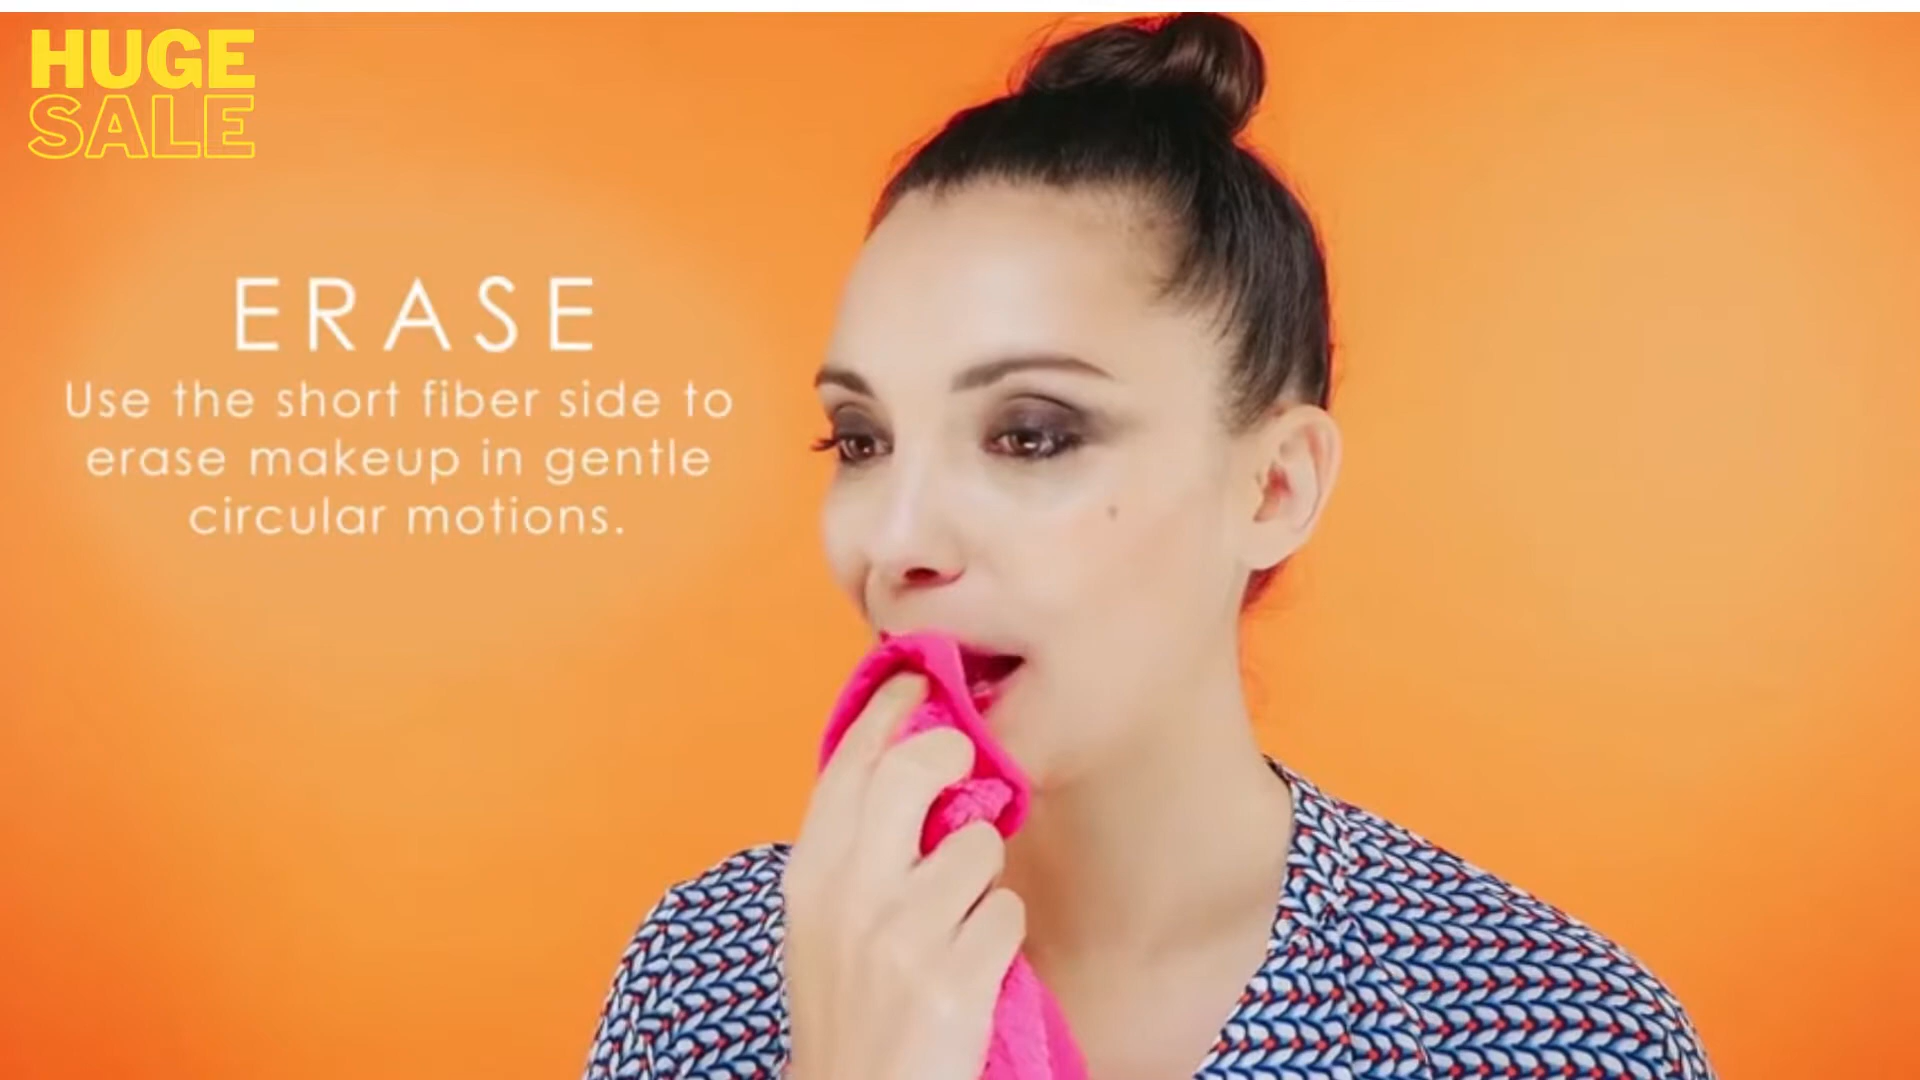 HUGE
SALE
ERASE
Use the short fiber side to
erase makeup in gentle
circular motions.